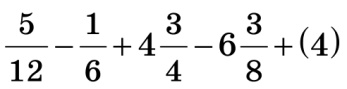 5/12 − 1/6 + 4 3/4 − 6 3/8 + (4)